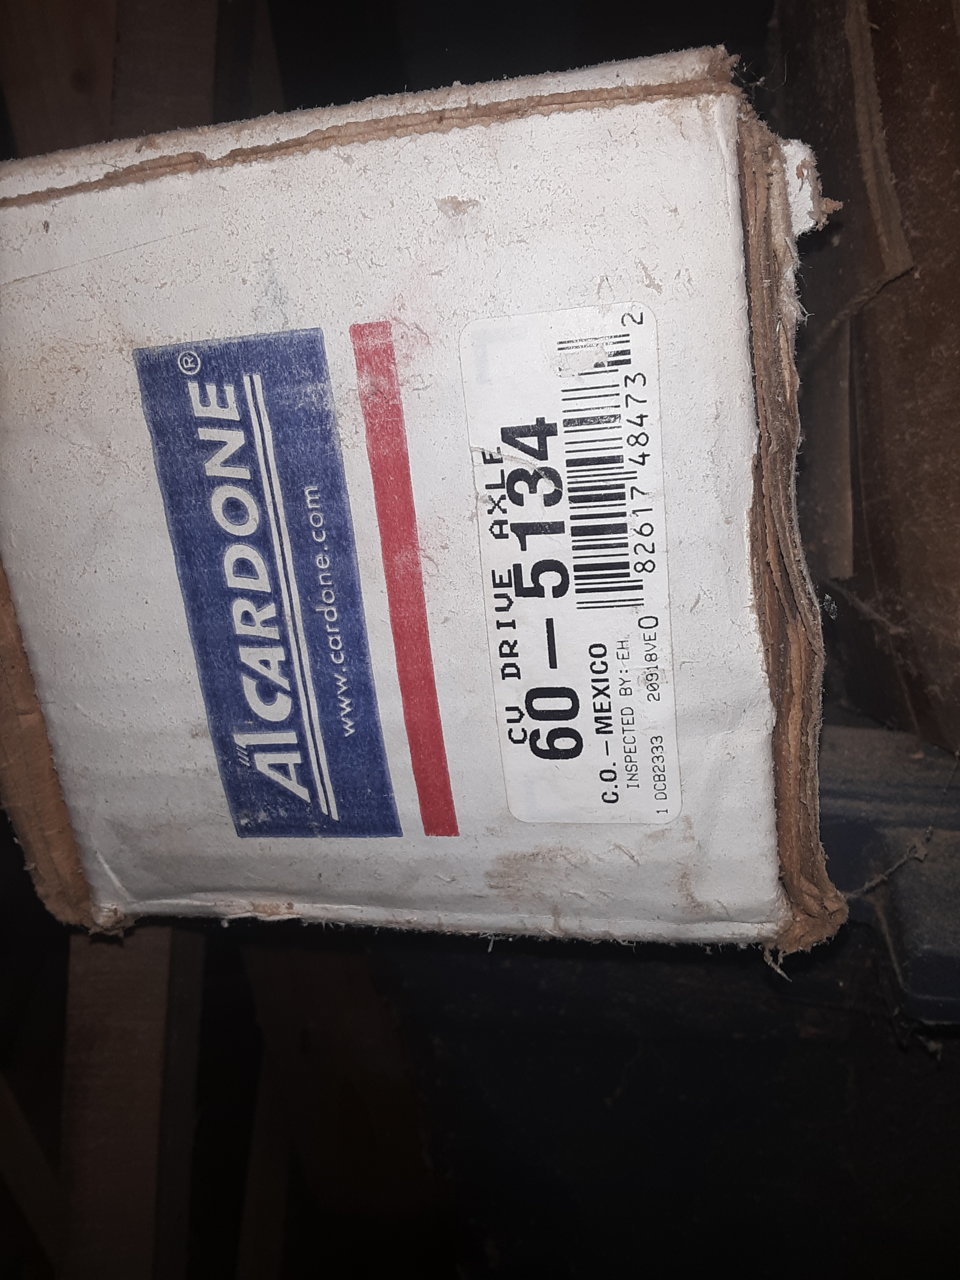 A1 CARDONE®
www.cardone.com
CV DRIVE AXLE
60-5134
0 82617 48473 2
C.O. - MEXICO
INSPECTED BY: EH.
1 DCB2333 20918VE